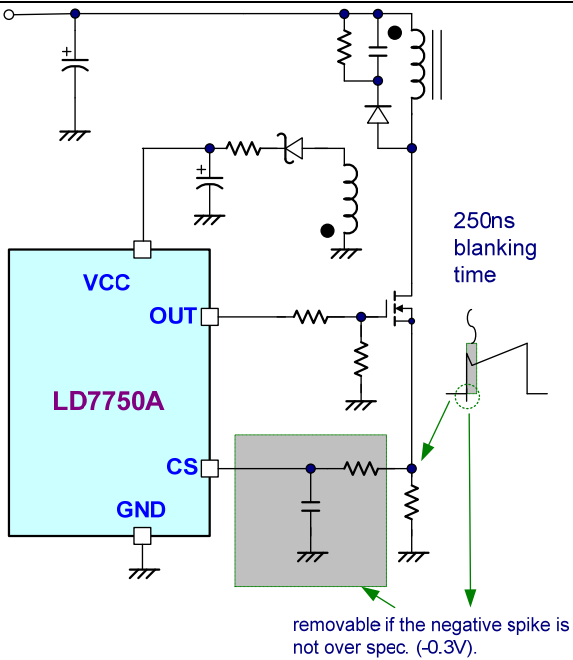 250ns
blanking
time
VCC
OUT
LD7750A
CS
GND
removable if the negative spike is
not over spec. (-0.3V).